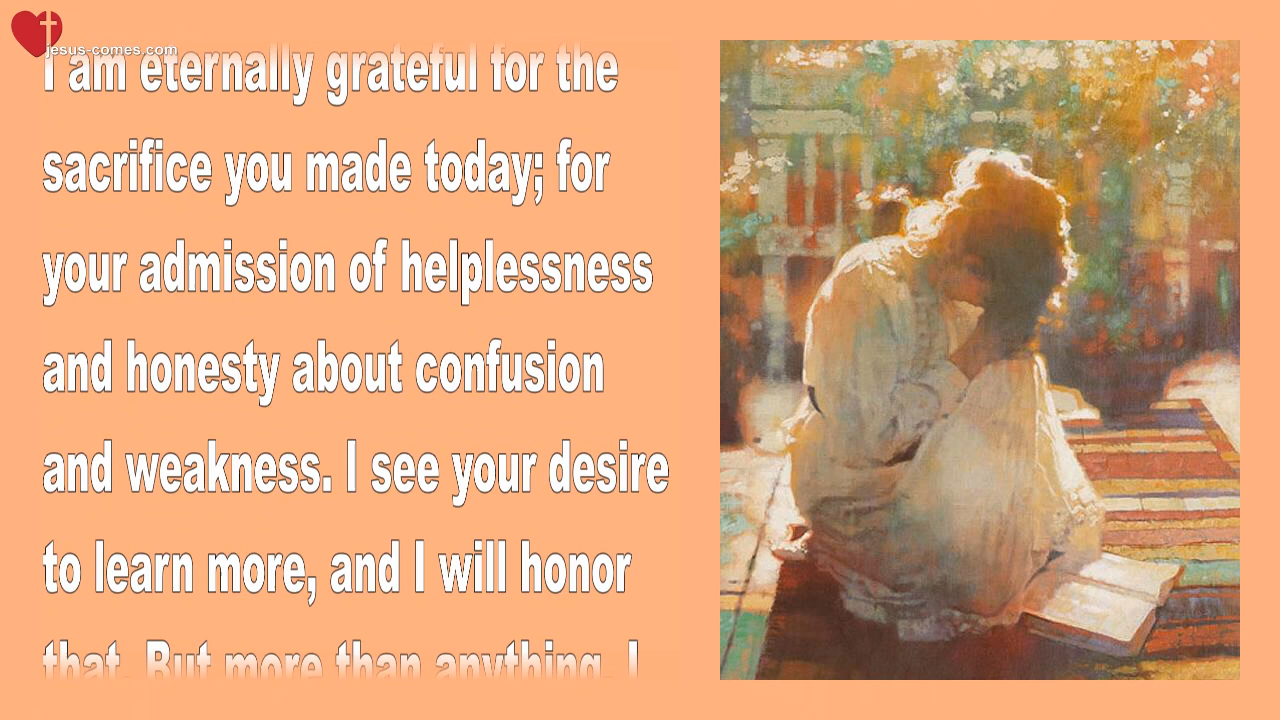 jesus-comes.com
I am eternally grateful for the
sacrifice you made today; for
your admission of helplessness
and honesty about confusion
and weakness. I see your desire
to learn more, and I will honor
that. But more than anything, I